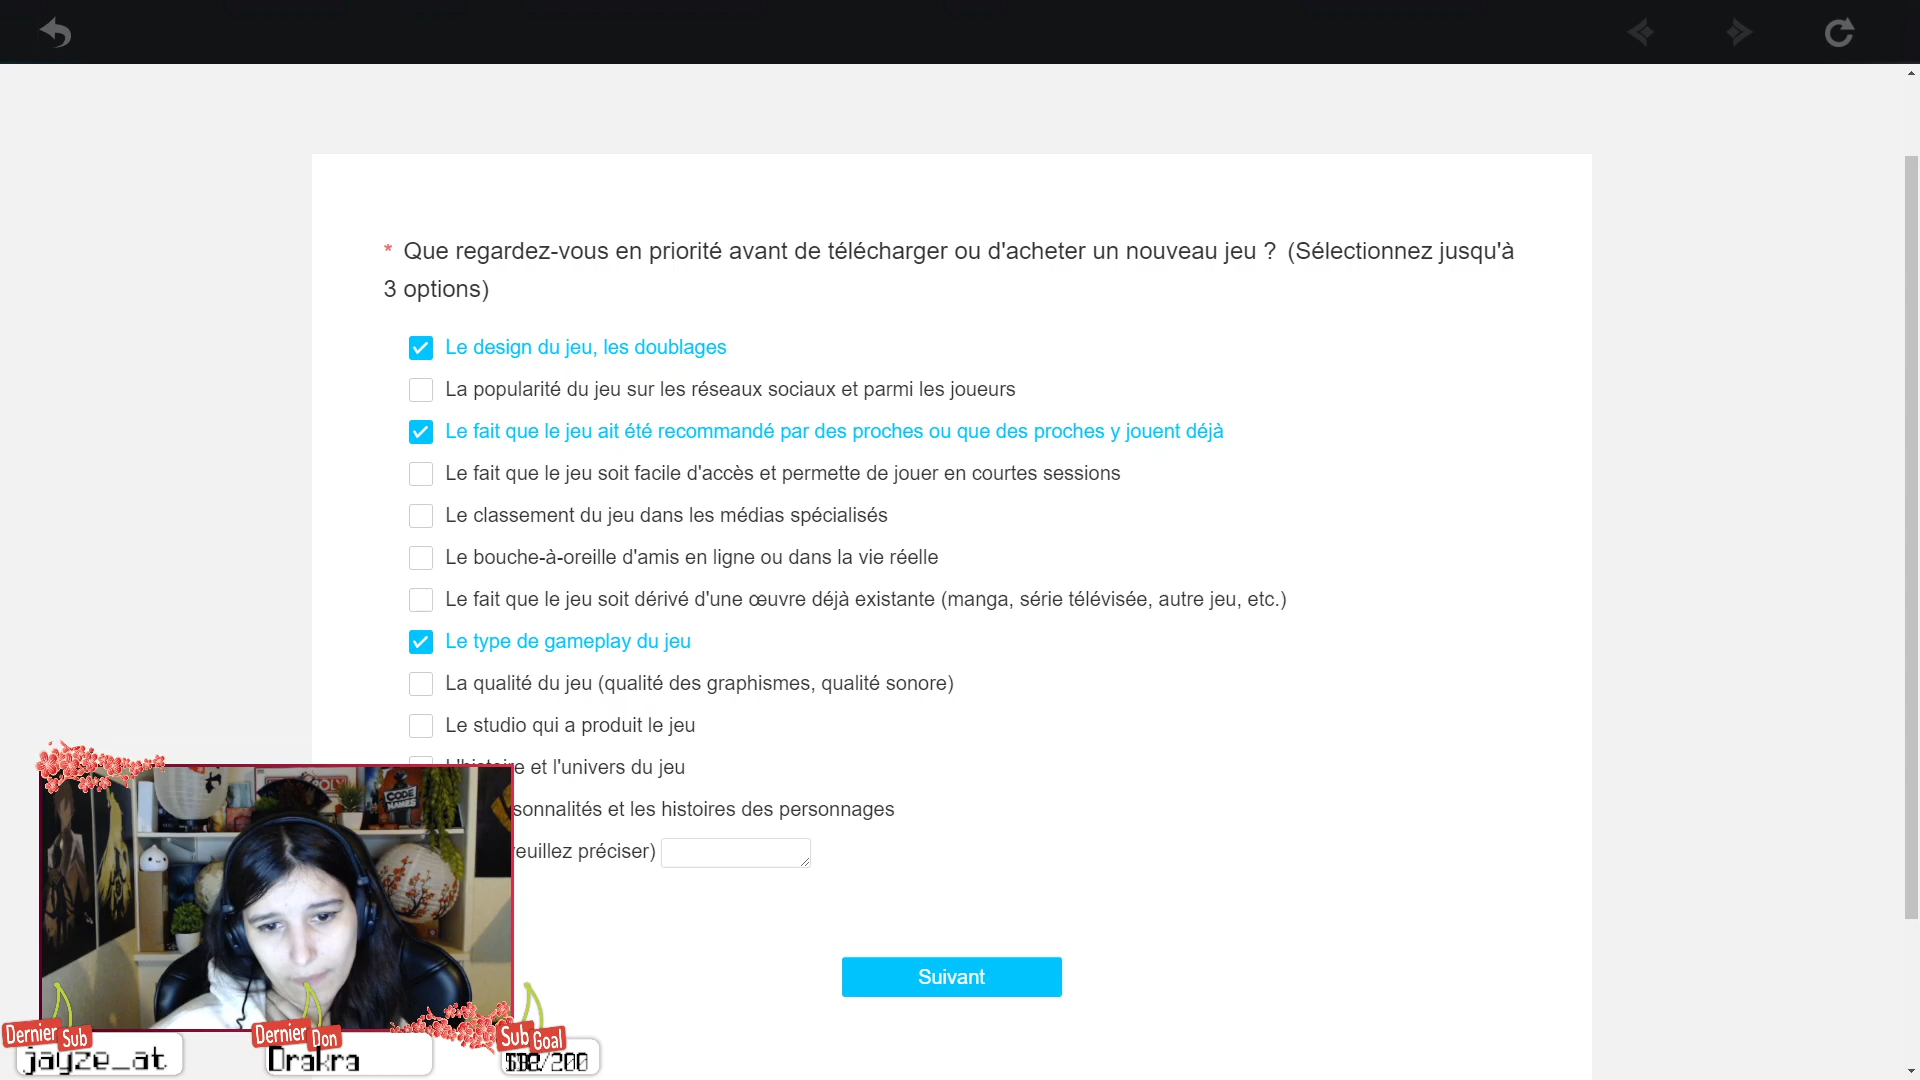 * Que regardez-vous en priorité avant de télécharger ou d'acheter un nouveau jeu ? (Sélectionnez jusqu'à
3 options)
Le design du jeu, les doublages
La popularité du jeu sur les réseaux sociaux et parmi les joueurs
Le fait que le jeu ait été recommandé par des proches ou que des proches y jouent déjà
Le fait que le jeu soit facile d'accès et permette de jouer en courtes sessions
Le classement du jeu dans les médias spécialisés
Le bouche-à-oreille d'amis en ligne ou dans la vie réelle
Le fait que le jeu soit dérivé d'une œuvre déjà existante (manga, série télévisée, autre jeu, etc.)
Le type de gameplay du jeu
La qualité du jeu (qualité des graphismes, qualité sonore)
Le studio qui a produit le jeu
et l'univers du jeu
sonnalités et les histoires des personnages
euillez préciser)
CODE
NAMES
Suivant
Dernier Sub
jayze_at
Dernier Don
Drakra
Sub Goal
/200